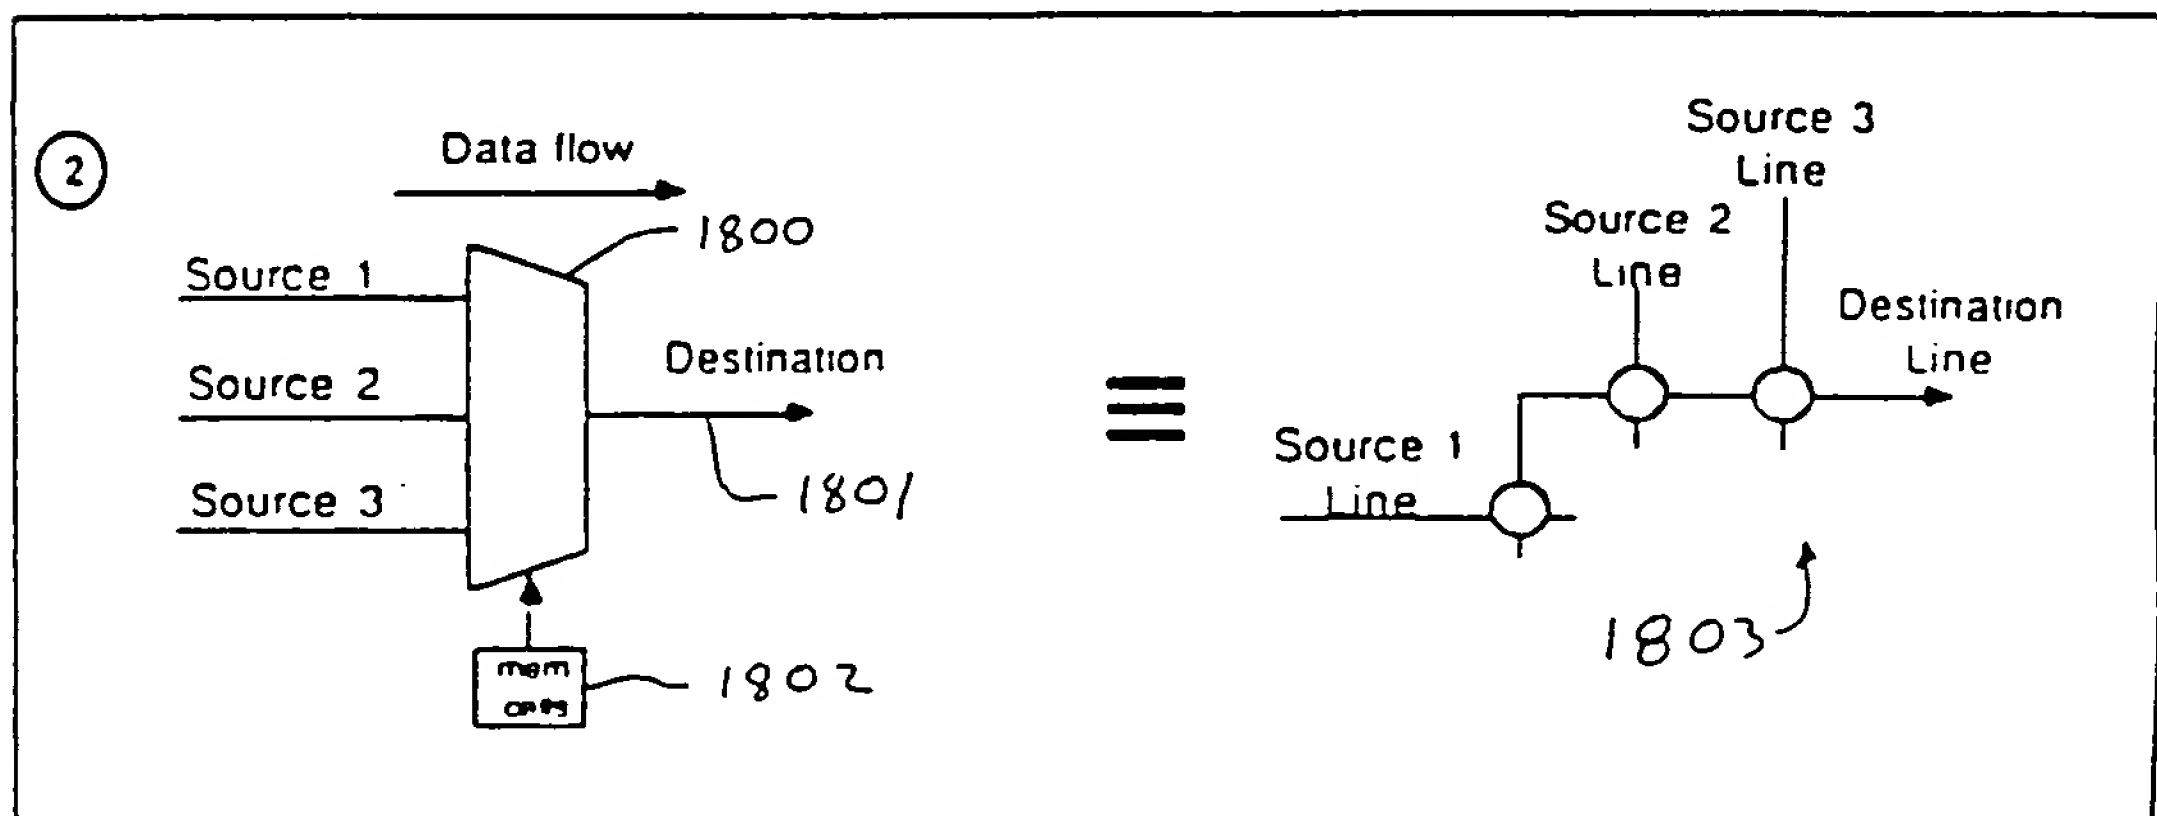 2
Data flow
1800
Source 1
Source 2
Source 3
Destination
1801
mem
1802
Source 3
Line
Source 2
Line
Destination
Line
Source 1
Line
1803